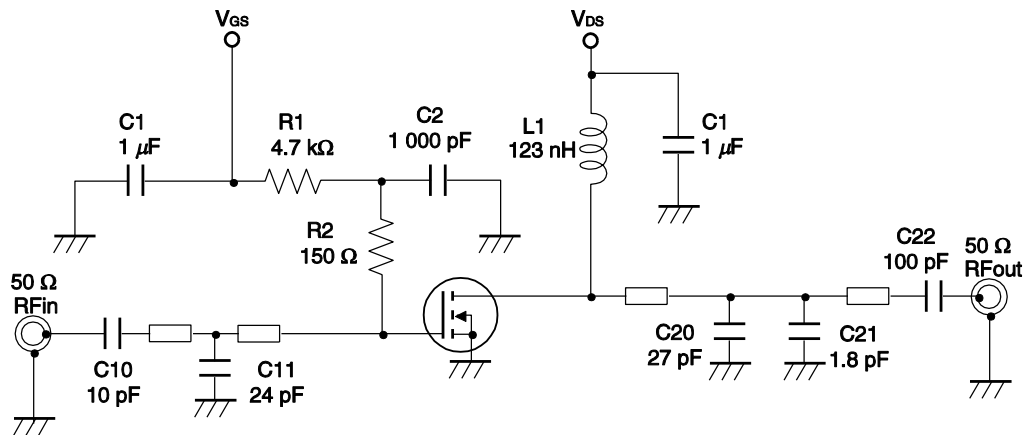 VGS
VDS
C1
1 μF
R1
4.7 kΩ
C2
1 000 pF
L1
123 nH
C1
1 μF
R2
150 Ω
50 Ω
RFin
C10
10 pF
C11
24 pF
C20
27 pF
C21
1.8 pF
C22
100 pF
50 Ω
RFout